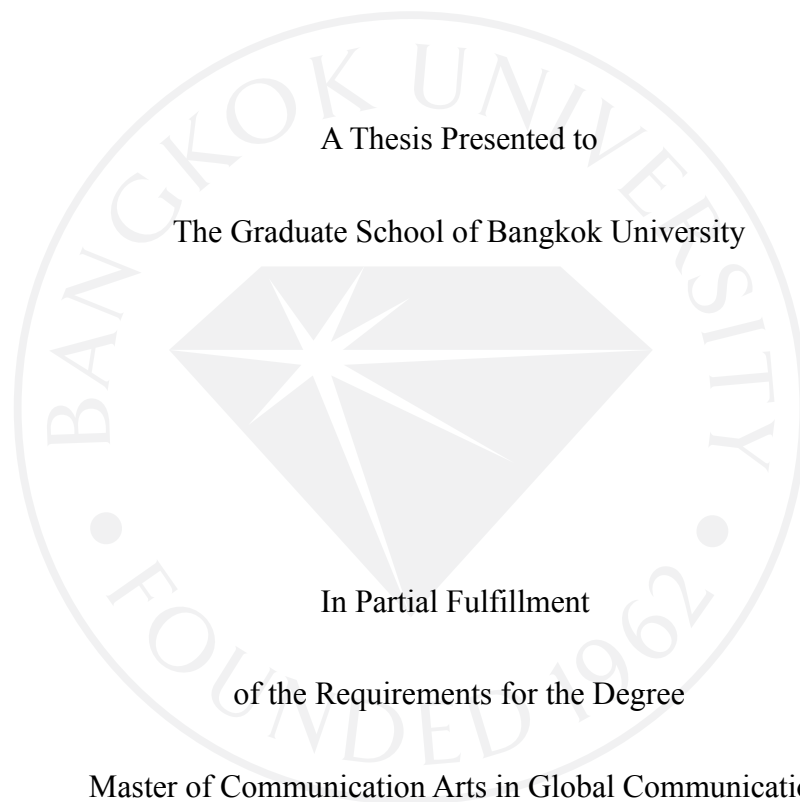 BANGKOK UNIVERSITY
A Thesis Presented to
The Graduate School of Bangkok University
In Partial Fulfillment
of the Requirements for the Degree
Master of Communication Arts in Global Communicatio
FOUNDED 1962